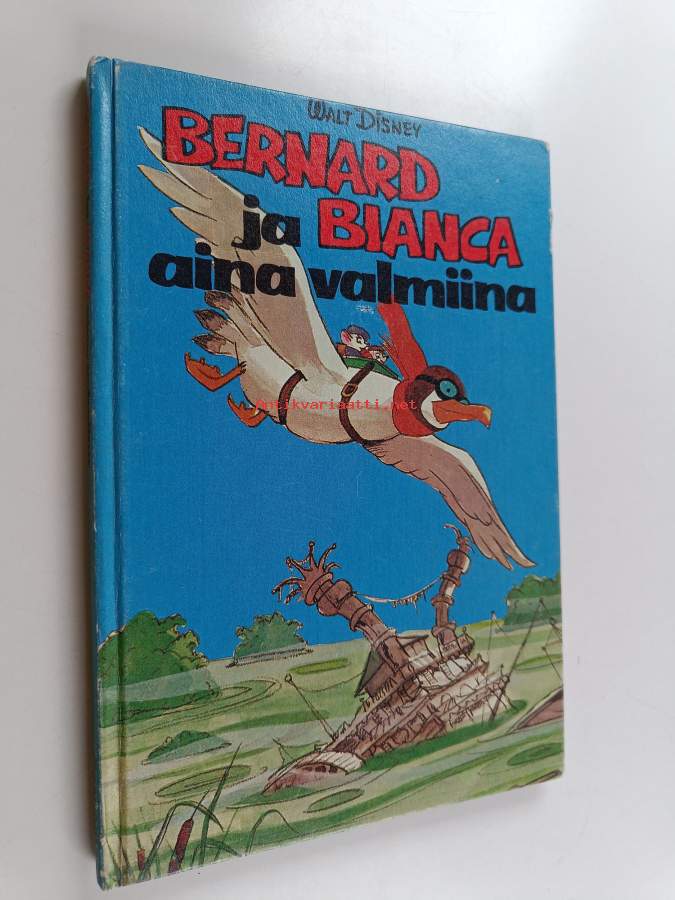 WALT DISNEY
BERNARD
ja BIANCA
aina valmiina
Antikvariaatti.net